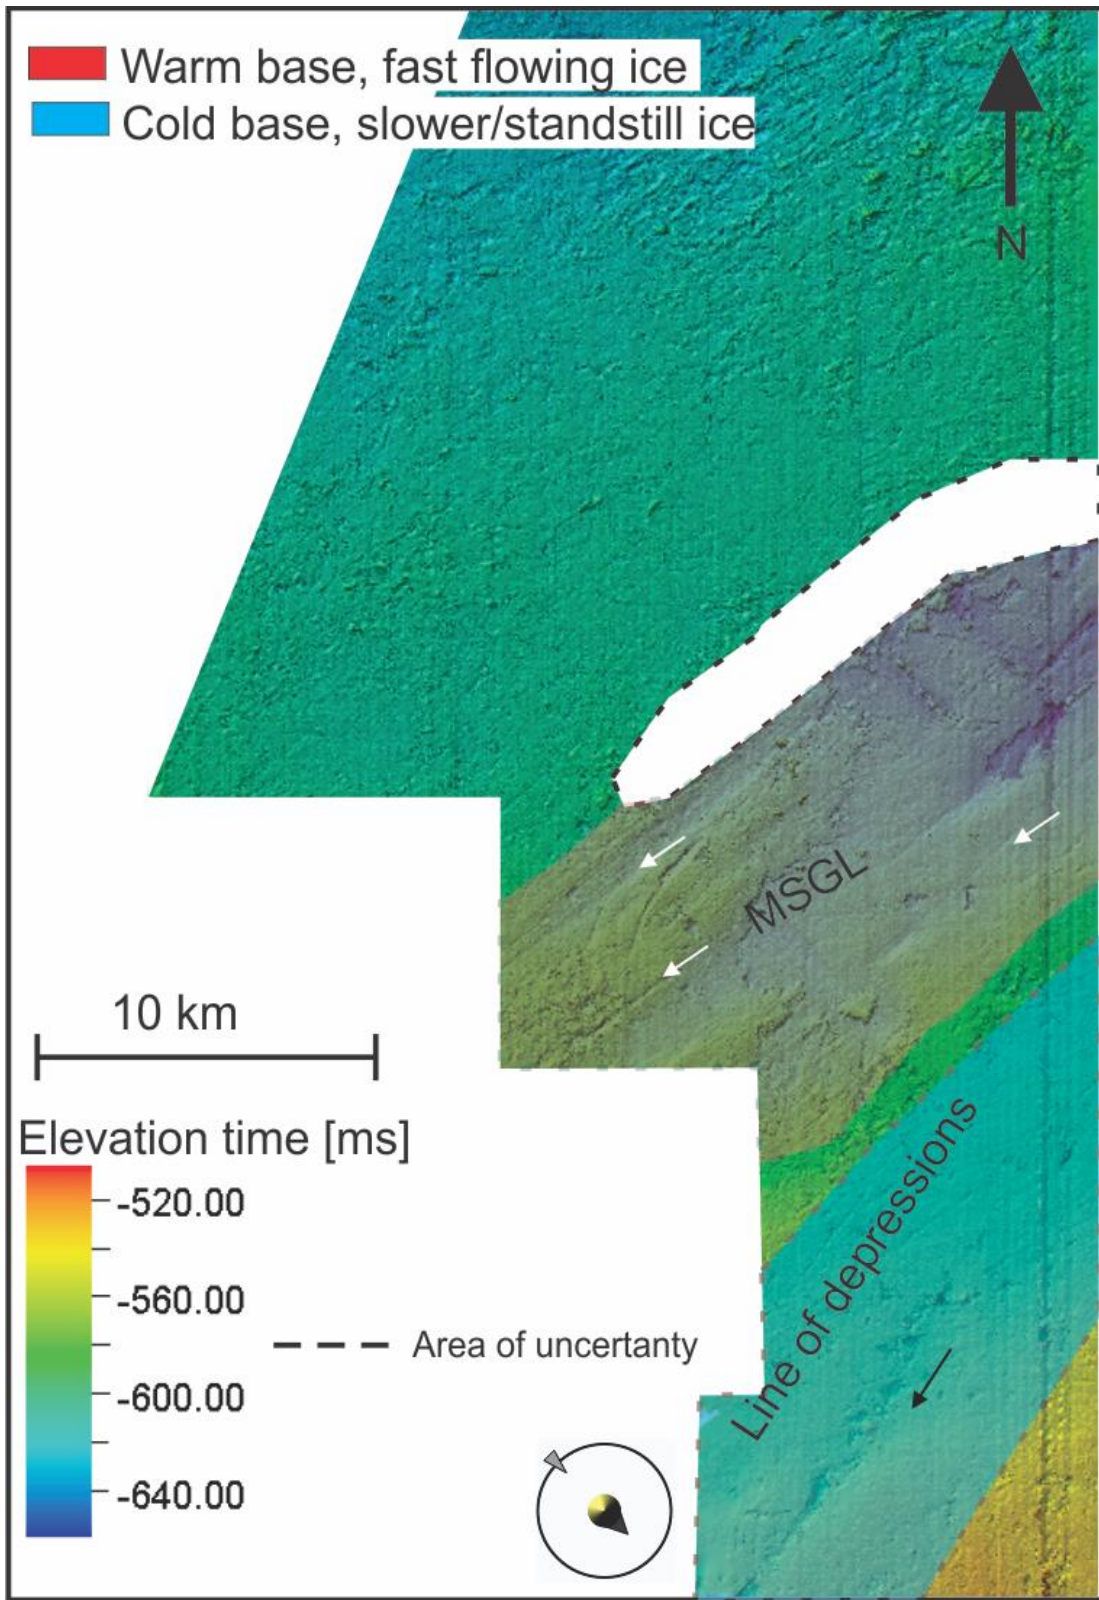 Warm base, fast flowing ice
Cold base, slower/standstill ice
N
MSGL
10 km
Line of depressions
Elevation time [ms]
-520.00
-560.00
-600.00
-640.00
Area of uncertanty